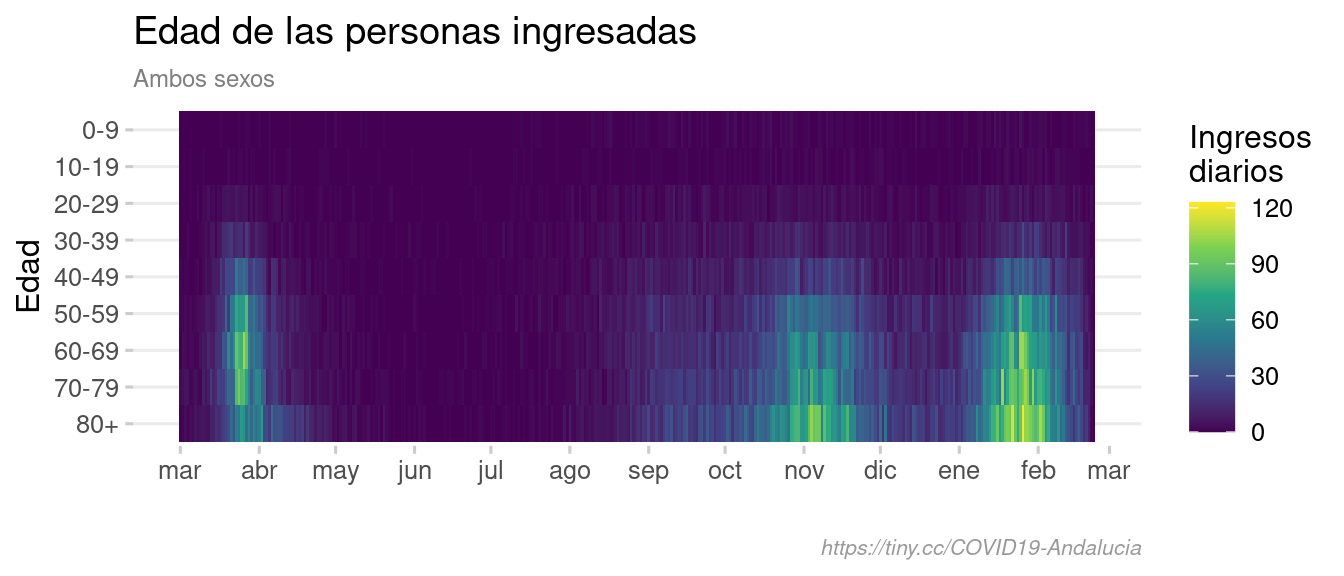 Edad de las personas ingresadas
Ambos sexos
Edad
0-9
10-19
20-29
30-39
40-49
50-59
60-69
70-79
80+
mar abr may jun jul ago sep oct nov dic ene feb mar
Ingresos
diarios
120
90
60
30
0
https://tiny.cc/COVID19-Andalucia